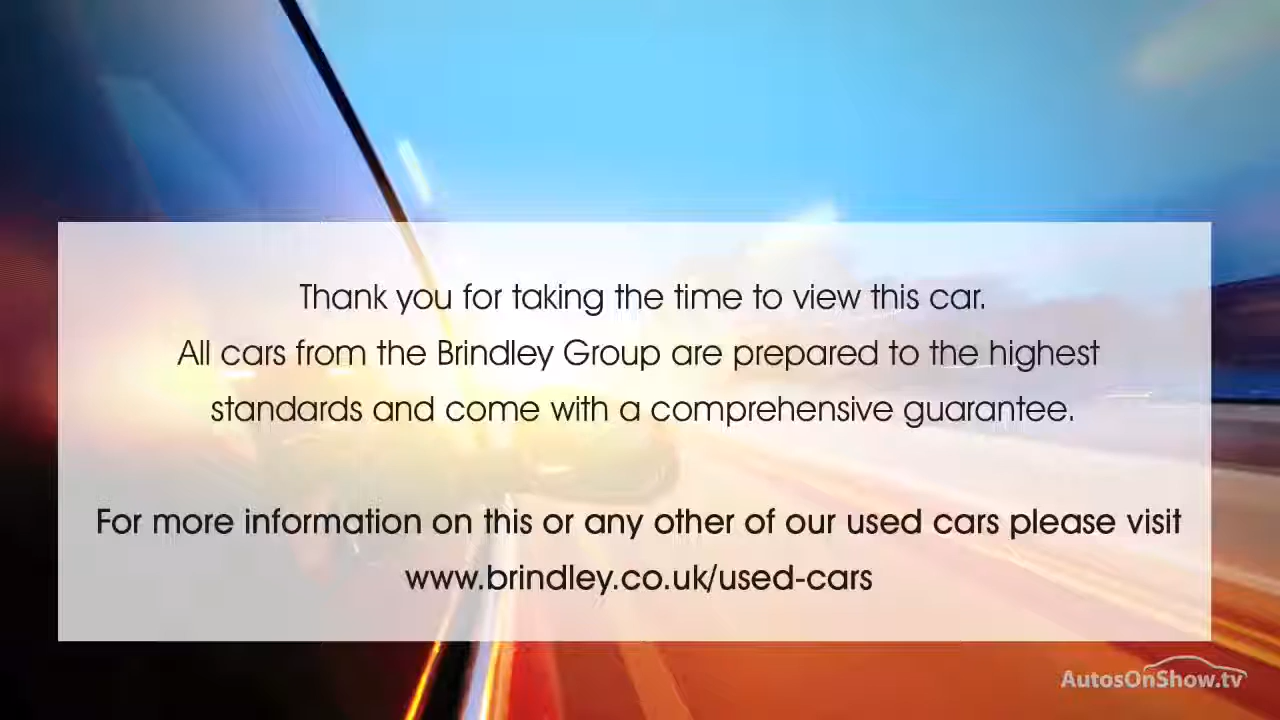 Thank you for taking the time to view this car.
All cars from the Brindley Group are prepared to the highest
standards and come with a comprehensive guarantee.
For more information on this or any other of our used cars please visit
www.brindley.co.uk/used-cars
AutosOnShow.tv